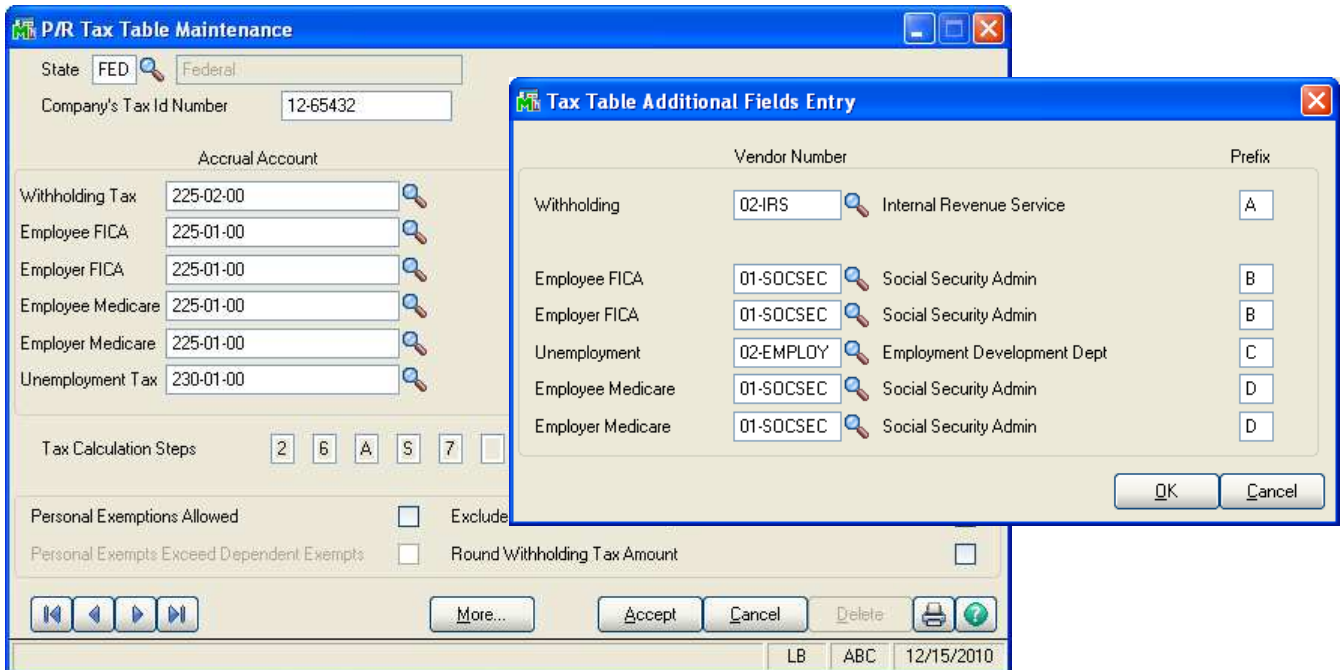 P/R Tax Table Maintenance
State FED Federal
Company's Tax Id Number 12-65432
Accrual Account
Withholding Tax 225-02-00
Employee FICA 225-01-00
Employer FICA 225-01-00
Employee Medicare 225-01-00
Employer Medicare 225-01-00
Unemployment Tax 230-01-00
Tax Calculation Steps 2 6 A S 7
Personal Exemptions Allowed Exclude
Personal Exempts Exceed Dependent Exempts Round Withholding Tax Amount
More... Accept Cancel Delete
LB ABC 12/15/2010
Tax Table Additional Fields Entry
Vendor Number Prefix
Withholding 02-IRS Internal Revenue Service A
Employee FICA 01-SOCSEC Social Security Admin B
Employer FICA 01-SOCSEC Social Security Admin B
Unemployment 02-EMPLOY Employment Development Dept C
Employee Medicare 01-SOCSEC Social Security Admin D
Employer Medicare 01-SOCSEC Social Security Admin D
OK Cancel